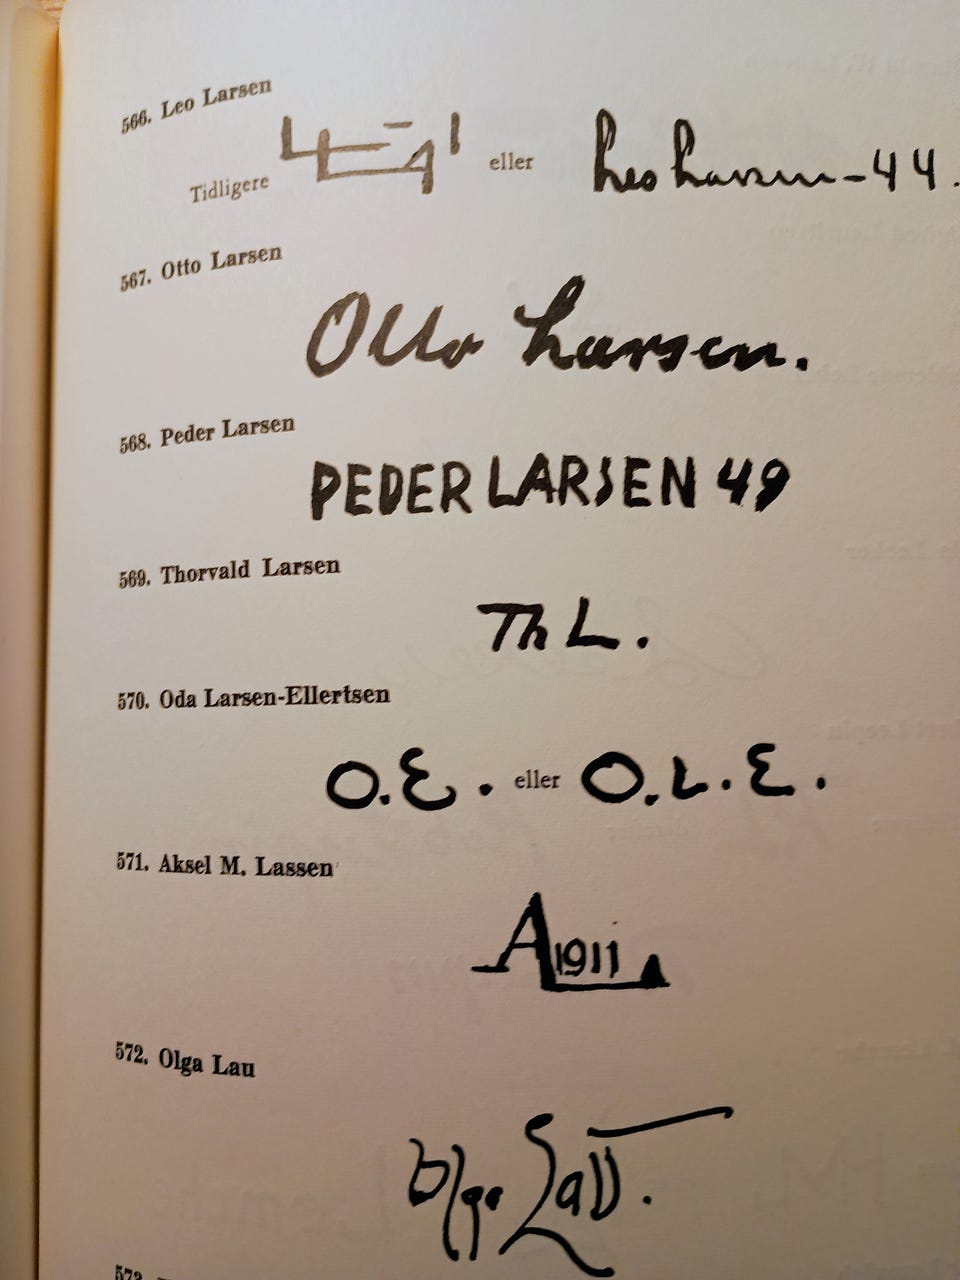 566. Leo Larsen
Tidligere eller Leo Larsen - 44.
567. Otto Larsen
Otto Larsen.
568. Peder Larsen
PEDER LARSEN 49
569. Thorvald Larsen
Th L.
570. Oda Larsen-Ellertsen
O.E. eller O.L.E.
571. Aksel M. Lassen
A 1911
572. Olga Lau
Olga Lau.
573.